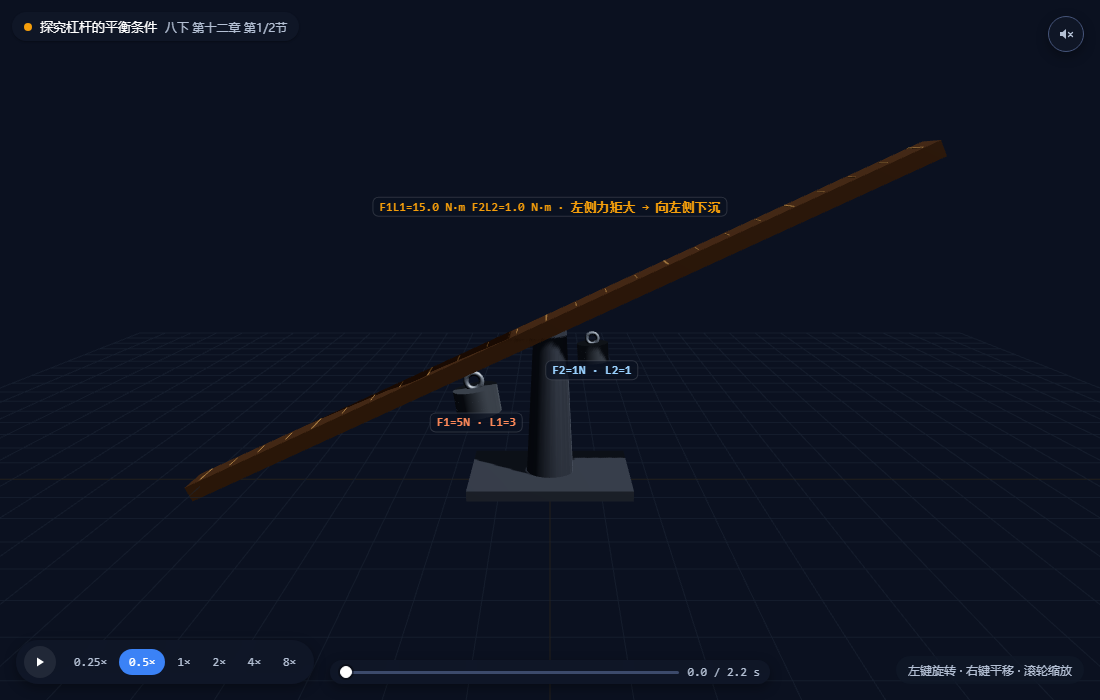 探究杠杆的平衡条件 八下 第十二章 第1/2节
F1L1=15.0 N·m F2L2=1.0 N·m · 左侧力矩大 → 向左侧下沉
F2=1N · L2=1
F1=5N · L1=3
0.25× 0.5× 1× 2× 4× 8×
0.0 / 2.2 s
左键旋转 · 右键平移 · 滚轮缩放